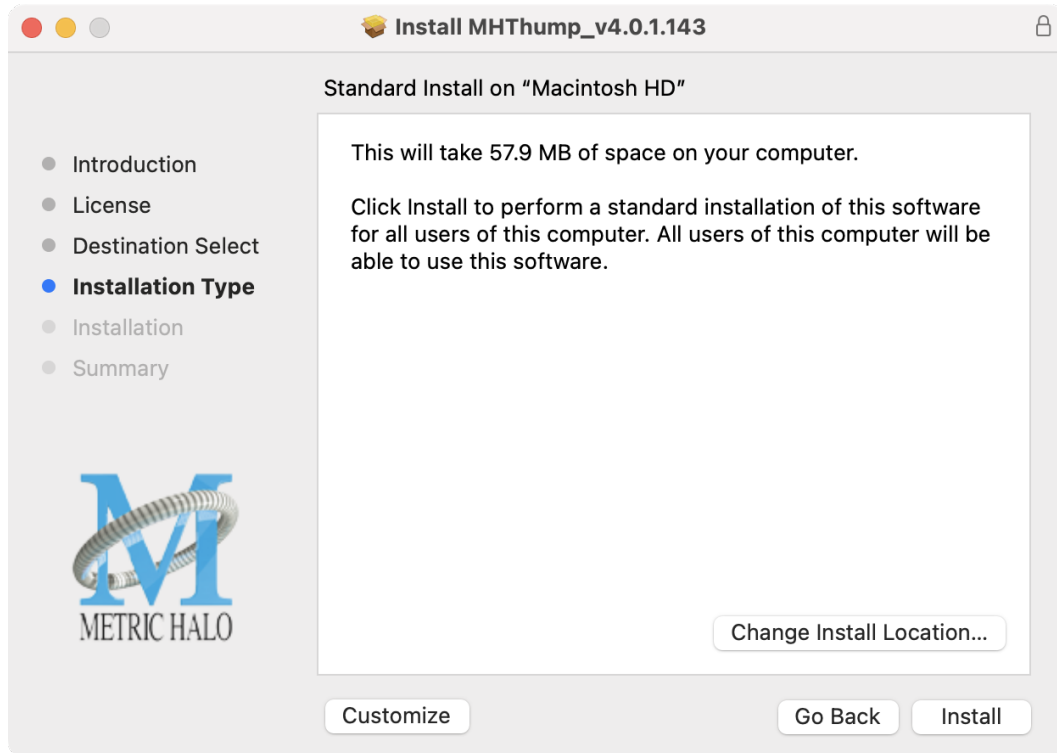 Install MHThump_v4.0.1.143
Standard Install on “Macintosh HD”
Introduction
License
Destination Select
Installation Type
Installation
Summary
This will take 57.9 MB of space on your computer.
Click Install to perform a standard installation of this software
for all users of this computer. All users of this computer will be
able to use this software.
M
METRIC HALO
Change Install Location...
Customize
Go Back
Install